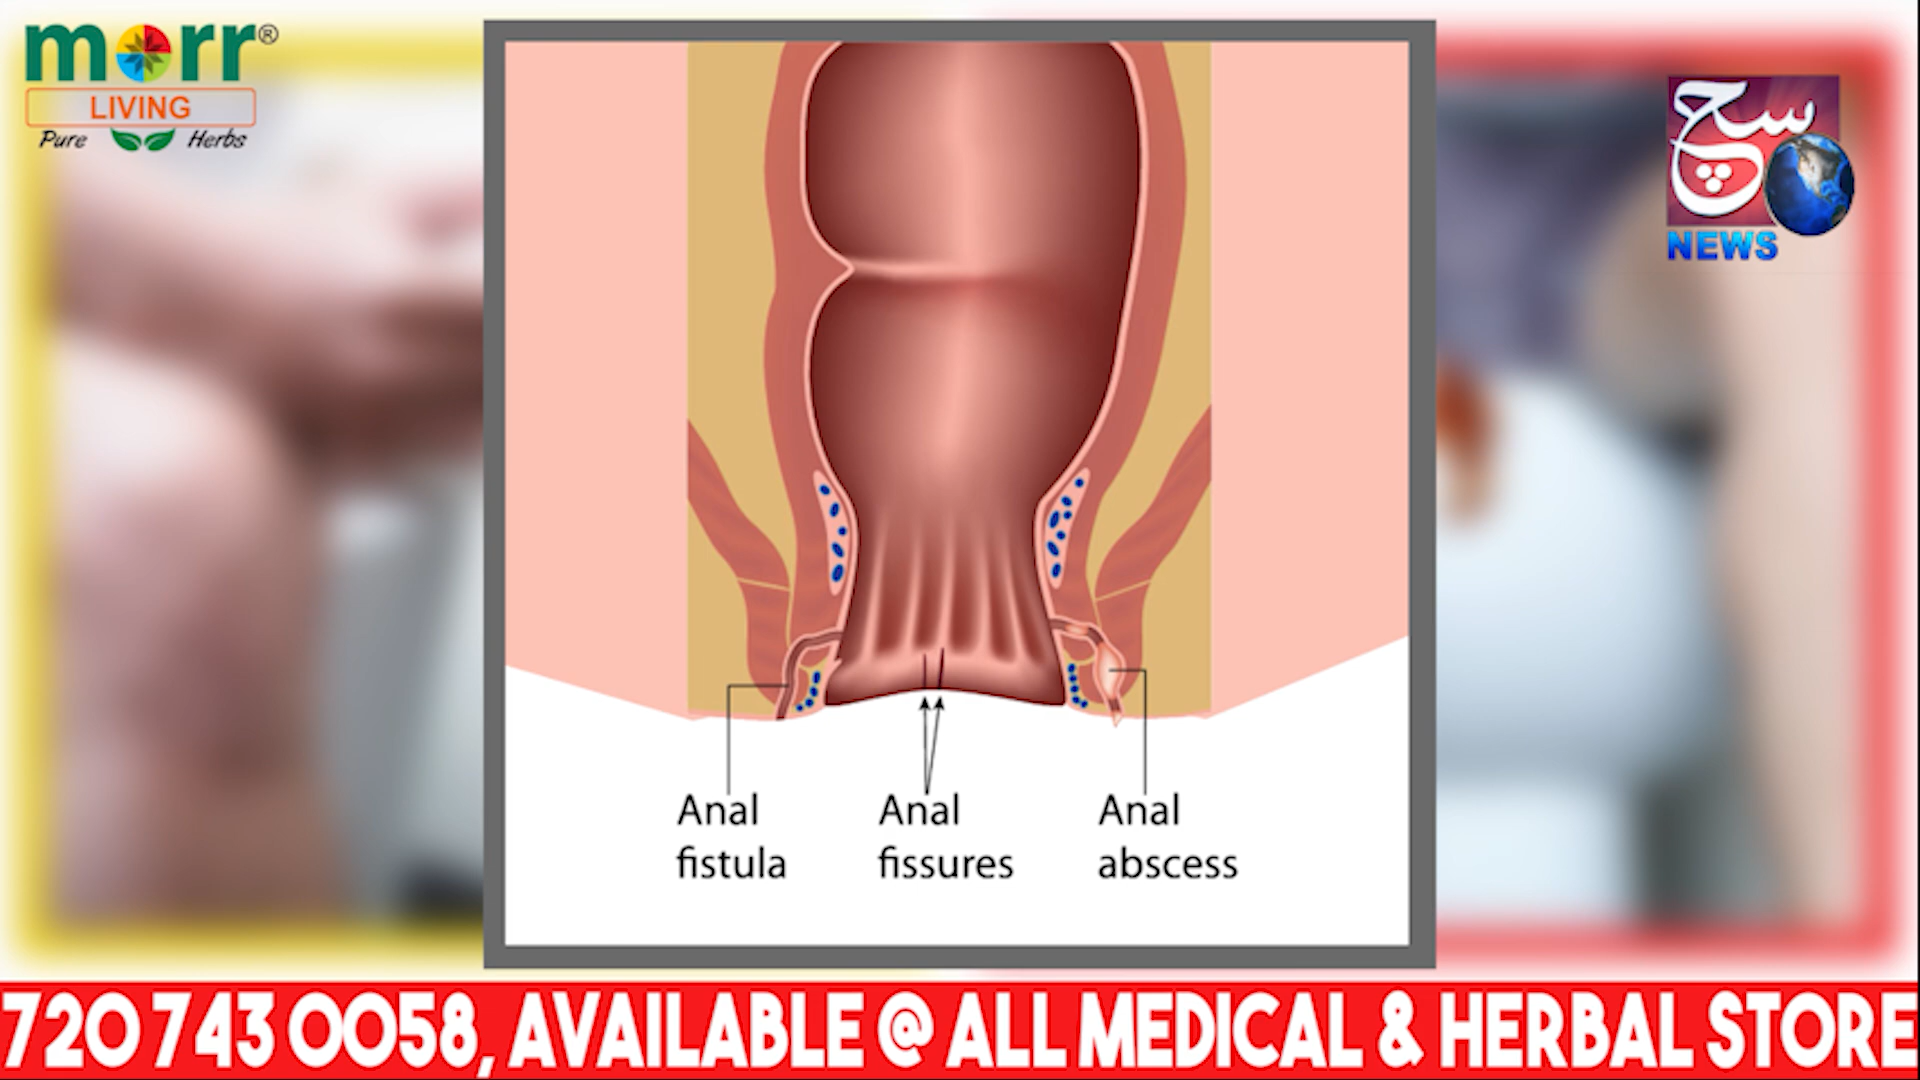 morr®
LIVING
Pure Herbs
سچ
NEWS
Anal
fistula
Anal
fissures
Anal
abscess
720 743 0058, AVAILABLE @ ALL MEDICAL & HERBAL STORE